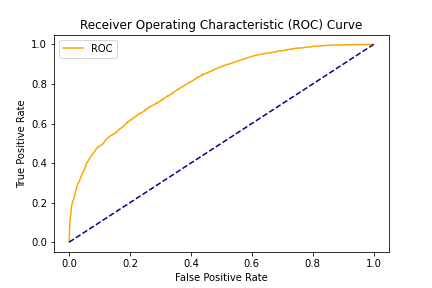 Receiver Operating Characteristic (ROC) Curve
ROC
1.0
0.8
0.6
0.4
0.2
0.0
True Positive Rate
0.0 0.2 0.4 0.6 0.8 1.0
False Positive Rate